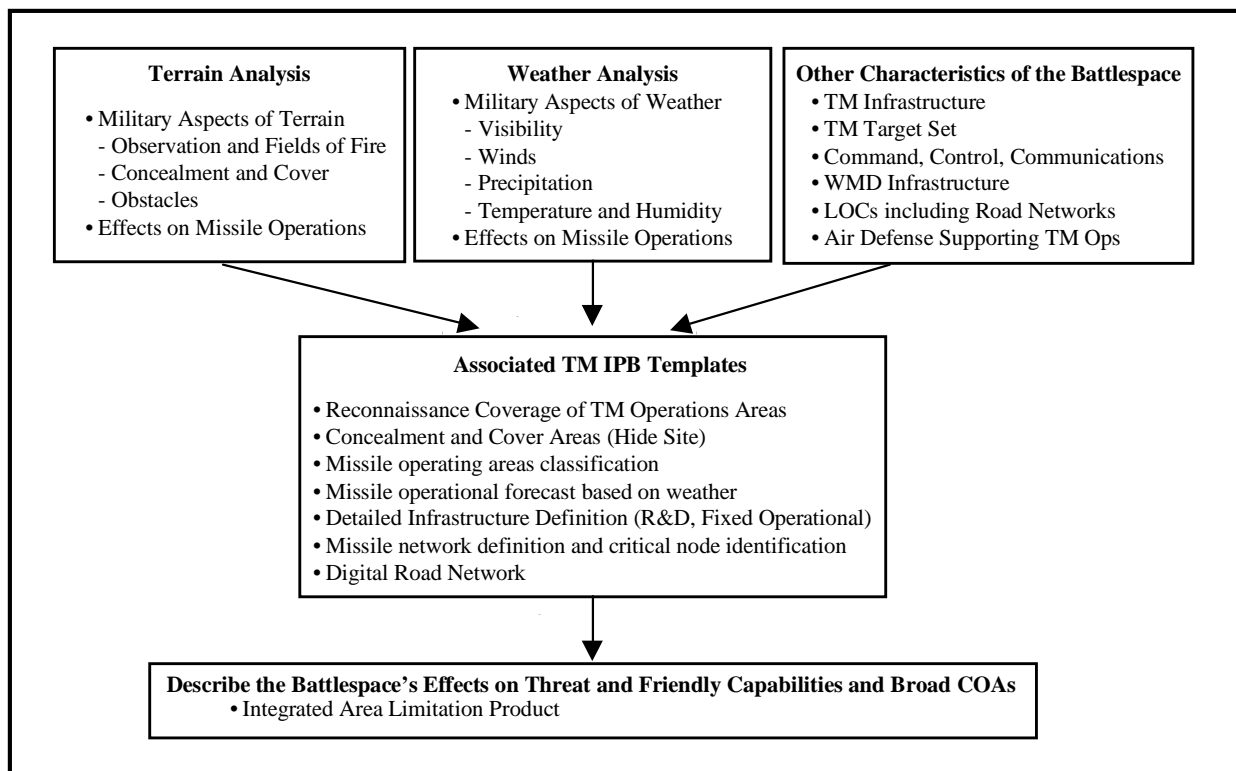 Terrain Analysis
• Military Aspects of Terrain
- Observation and Fields of Fire
- Concealment and Cover
- Obstacles
• Effects on Missile Operations
Weather Analysis
• Military Aspects of Weather
- Visibility
- Winds
- Precipitation
- Temperature and Humidity
• Effects on Missile Operations
Other Characteristics of the Battlespace
• TM Infrastructure
• TM Target Set
• Command, Control, Communications
• WMD Infrastructure
• LOCs including Road Networks
• Air Defense Supporting TM Ops
Associated TM IPB Templates
• Reconnaissance Coverage of TM Operations Areas
• Concealment and Cover Areas (Hide Site)
• Missile operating areas classification
• Missile operational forecast based on weather
• Detailed Infrastructure Definition (R&D, Fixed Operational)
• Missile network definition and critical node identification
• Digital Road Network
Describe the Battlespace's Effects on Threat and Friendly Capabilities and Broad COAs
• Integrated Area Limitation Product